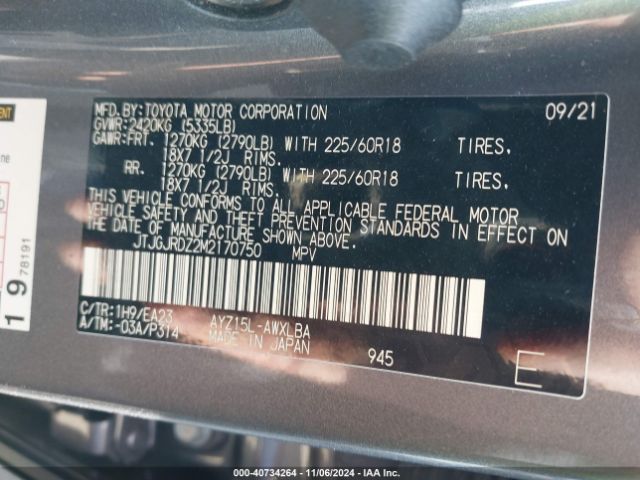 MFD.BY:TOYOTA MOTOR CORPORATION 09/21
GVWR:2420KG (5335LB)
GAWR:FRT. 1270KG (2790LB) WITH 225/60R18 TIRES,
18X7 1/2J RIMS.
RR. 1270KG (2790LB) WITH 225/60R18 TIRES,
18X7 1/2J RIMS.
THIS VEHICLE CONFORMS TO ALL APPLICABLE FEDERAL MOTOR
VEHICLE SAFETY AND THEFT PREVENTION STANDARDS IN EFFECT ON
THE DATE OF MANUFACTURE SHOWN ABOVE.
JTJGJRDZ2M2170750 MPV
C/TR:1H9/EA23
A/TM:-03A/P314
AYZ15L-AWXLBA
MADE IN JAPAN
945
E
19
78191
000-40734264 - 11/06/2024 - IAA Inc.